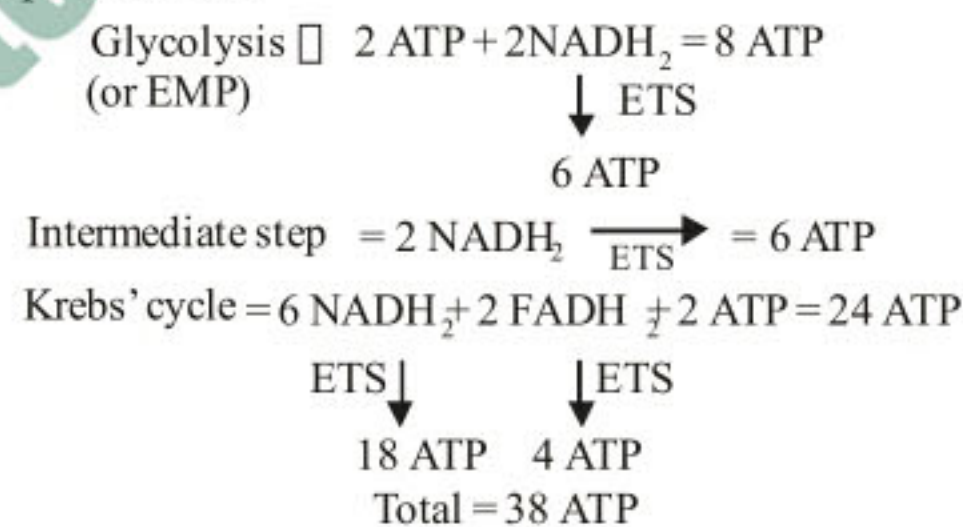 Glycolysis ▯ 2 ATP + 2NADH₂ = 8 ATP
(or EMP) ↓ ETS
6 ATP
Intermediate step = 2 NADH₂ → ETS = 6 ATP
Krebs' cycle = 6 NADH₂ + 2 FADH₂ + 2 ATP = 24 ATP
ETS ↓ ↓ ETS
18 ATP 4 ATP
Total = 38 ATP